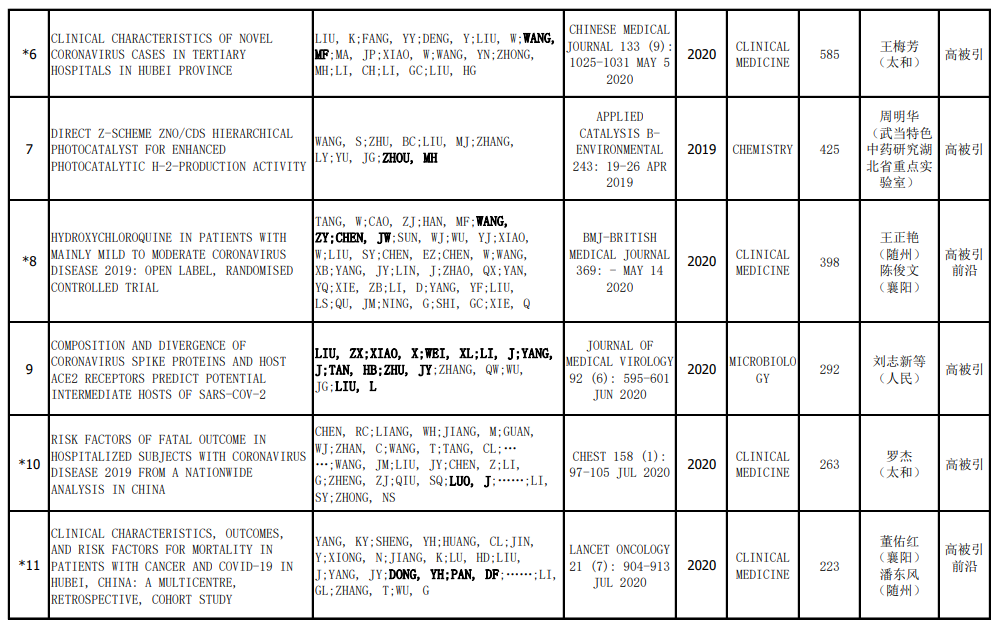 *6
CLINICAL CHARACTERISTICS OF NOVEL
CORONAVIRUS CASES IN TERTIARY
HOSPITALS IN HUBEI PROVINCE
LIU, K;FANG, YY;DENG, Y;LIU, W;WANG,
MF;MA, JP;XIAO, W;WANG, YN;ZHONG,
MH;LI, CH;LI, GC;LIU, HG
CHINESE MEDICAL
JOURNAL 133 (9):
1025-1031 MAY 5
2020
2020
CLINICAL
MEDICINE
585
王梅芳
（太和）
高被引
7
DIRECT Z-SCHEME ZNO/CDS HIERARCHICAL
PHOTOCATALYST FOR ENHANCED
PHOTOCATALYTIC H-2-PRODUCTION ACTIVITY
WANG, S;ZHU, BC;LIU, MJ;ZHANG,
LY;YU, JG;ZHOU, MH
APPLIED
CATALYSIS B-
ENVIRONMENTAL
243: 19-26 APR
2019
2019
CHEMISTRY
425
周明华
（武当特色
中药研究湖
北省重点实
验室）
高被引
*8
HYDROXYCHLOROQUINE IN PATIENTS WITH
MAINLY MILD TO MODERATE CORONAVIRUS
DISEASE 2019: OPEN LABEL, RANDOMISED
CONTROLLED TRIAL
TANG, W;CAO, ZJ;HAN, MF;WANG,
ZY;CHEN, JW;SUN, WJ;WU, YJ;XIAO,
W;LIU, SY;CHEN, EZ;CHEN, W;WANG,
XB;YANG, JY;LIN, J;ZHAO, QX;YAN,
YQ;XIE, ZB;LI, D;YANG, YF;LIU,
LS;QU, JM;NING, G;SHI, GC;XIE, Q
BMJ-BRITISH
MEDICAL JOURNAL
369: - MAY 14
2020
2020
CLINICAL
MEDICINE
398
王正艳
（随州）
陈俊文
（襄阳）
高被引
前沿
9
COMPOSITION AND DIVERGENCE OF
CORONAVIRUS SPIKE PROTEINS AND HOST
ACE2 RECEPTORS PREDICT POTENTIAL
INTERMEDIATE HOSTS OF SARS-COV-2
LIU, ZX;XIAO, X;WEI, XL;LI, J;YANG,
J;TAN, HB;ZHU, JY;ZHANG, QW;WU,
JG;LIU, L
JOURNAL OF
MEDICAL VIROLOGY
92 (6): 595-601
JUN 2020
2020
MICROBIOLO
GY
292
刘志新等
（人民）
高被引
*10
RISK FACTORS OF FATAL OUTCOME IN
HOSPITALIZED SUBJECTS WITH CORONAVIRUS
DISEASE 2019 FROM A NATIONWIDE
ANALYSIS IN CHINA
CHEN, RC;LIANG, WH;JIANG, M;GUAN,
WJ;ZHAN, C;WANG, T;TANG, CL;…
…;WANG, JM;LIU, JY;CHEN, Z;LI,
G;ZHENG, ZJ;QIU, SQ;LUO, J;……;LI,
SY;ZHONG, NS
CHEST 158 (1):
97-105 JUL 2020
2020
CLINICAL
MEDICINE
263
罗杰
（太和）
高被引
*11
CLINICAL CHARACTERISTICS, OUTCOMES,
AND RISK FACTORS FOR MORTALITY IN
PATIENTS WITH CANCER AND COVID-19 IN
HUBEI, CHINA: A MULTICENTRE,
RETROSPECTIVE, COHORT STUDY
YANG, KY;SHENG, YH;HUANG, CL;JIN,
Y;XIONG, N;JIANG, K;LU, HD;LIU,
J;YANG, JY;DONG, YH;PAN, DF;……;LI,
GL;ZHANG, T;WU, G
LANCET ONCOLOGY
21 (7): 904-913
JUL 2020
2020
CLINICAL
MEDICINE
223
董佑红
（襄阳）
潘东风
（随州）
高被引
前沿